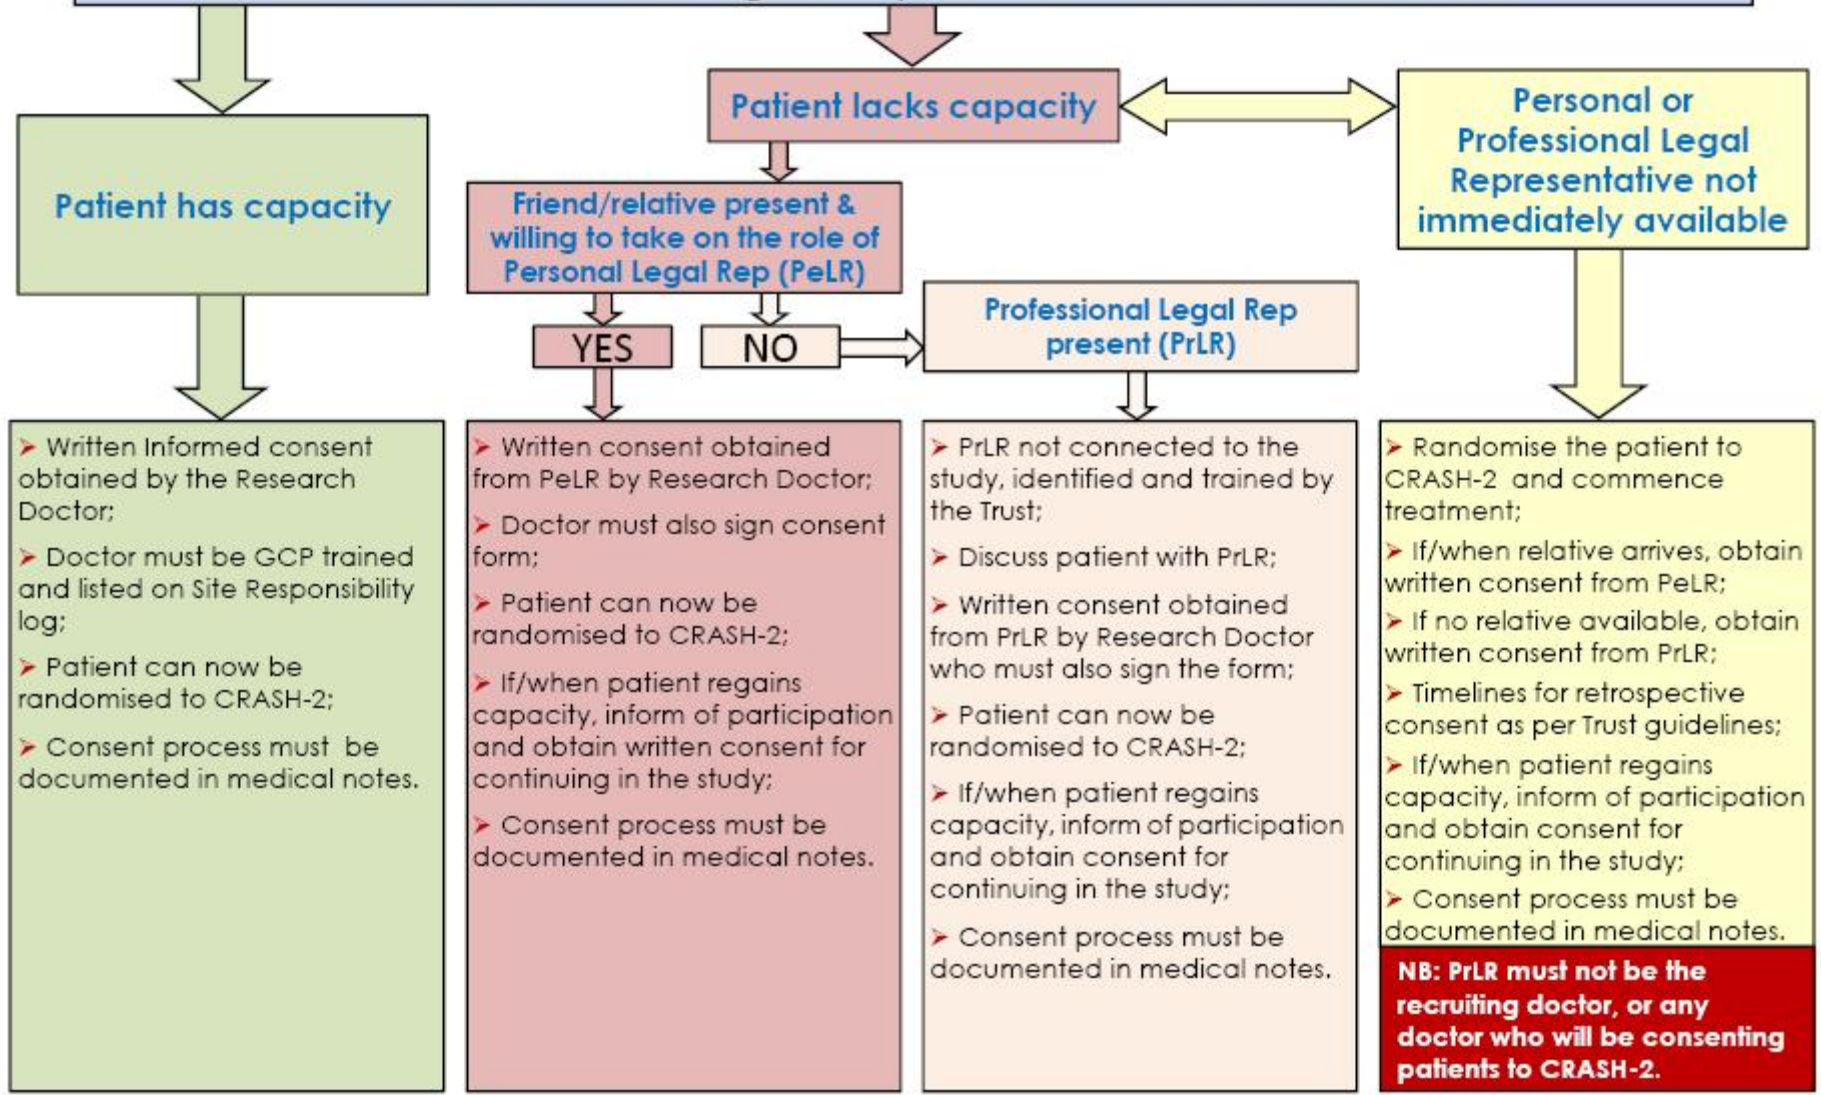 Patient has capacity
Patient lacks capacity
Personal or
Professional Legal
Representative not
immediately available
Friend/relative present &
willing to take on the role of
Personal Legal Rep (PeLR)
YES
NO
Professional Legal Rep
present (PrLR)
➤ Written Informed consent
obtained by the Research
Doctor;
➤ Doctor must be GCP trained
and listed on Site Responsibility
log;
➤ Patient can now be
randomised to CRASH-2;
➤ Consent process must be
documented in medical notes.
➤ Written consent obtained
from PeLR by Research Doctor;
➤ Doctor must also sign consent
form;
➤ Patient can now be
randomised to CRASH-2;
➤ If/when patient regains
capacity, inform of participation
and obtain written consent for
continuing in the study;
➤ Consent process must be
documented in medical notes.
➤ PrLR not connected to the
study, identified and trained by
the Trust;
➤ Discuss patient with PrLR;
➤ Written consent obtained
from PrLR by Research Doctor
who must also sign the form;
➤ Patient can now be
randomised to CRASH-2;
➤ If/when patient regains
capacity, inform of participation
and obtain consent for
continuing in the study;
➤ Consent process must be
documented in medical notes.
➤ Randomise the patient to
CRASH-2 and commence
treatment;
➤ If/when relative arrives, obtain
written consent from PeLR;
➤ If no relative available, obtain
written consent from PrLR;
➤ Timelines for retrospective
consent as per Trust guidelines;
➤ If/when patient regains
capacity, inform of participation
and obtain consent for
continuing in the study;
➤ Consent process must be
documented in medical notes.
NB: PrLR must not be the
recruiting doctor, or any
doctor who will be consenting
patients to CRASH-2.